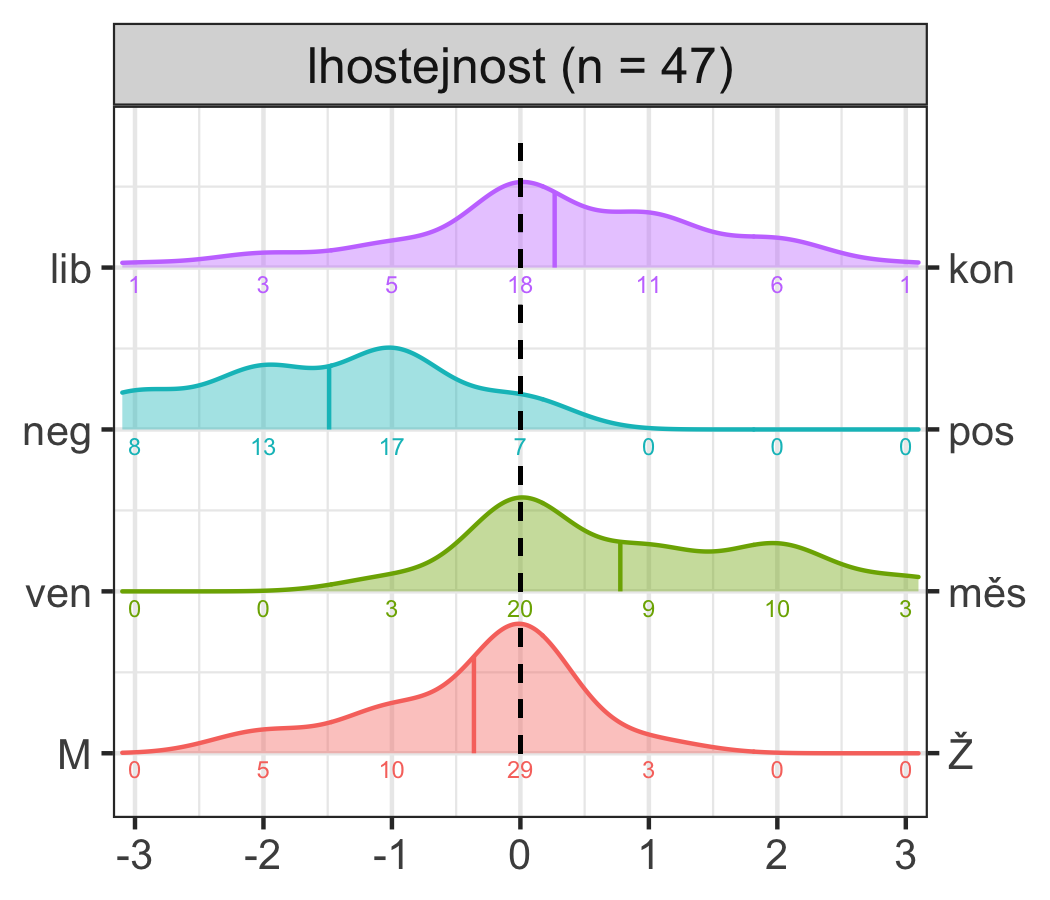 lhostejnost (n = 47)
lib kon
1 3 5 18 11 6 1
neg pos
8 13 17 7 0 0 0
ven měs
0 0 3 20 9 10 3
M Ž
0 5 10 29 3 0 0
-3 -2 -1 0 1 2 3